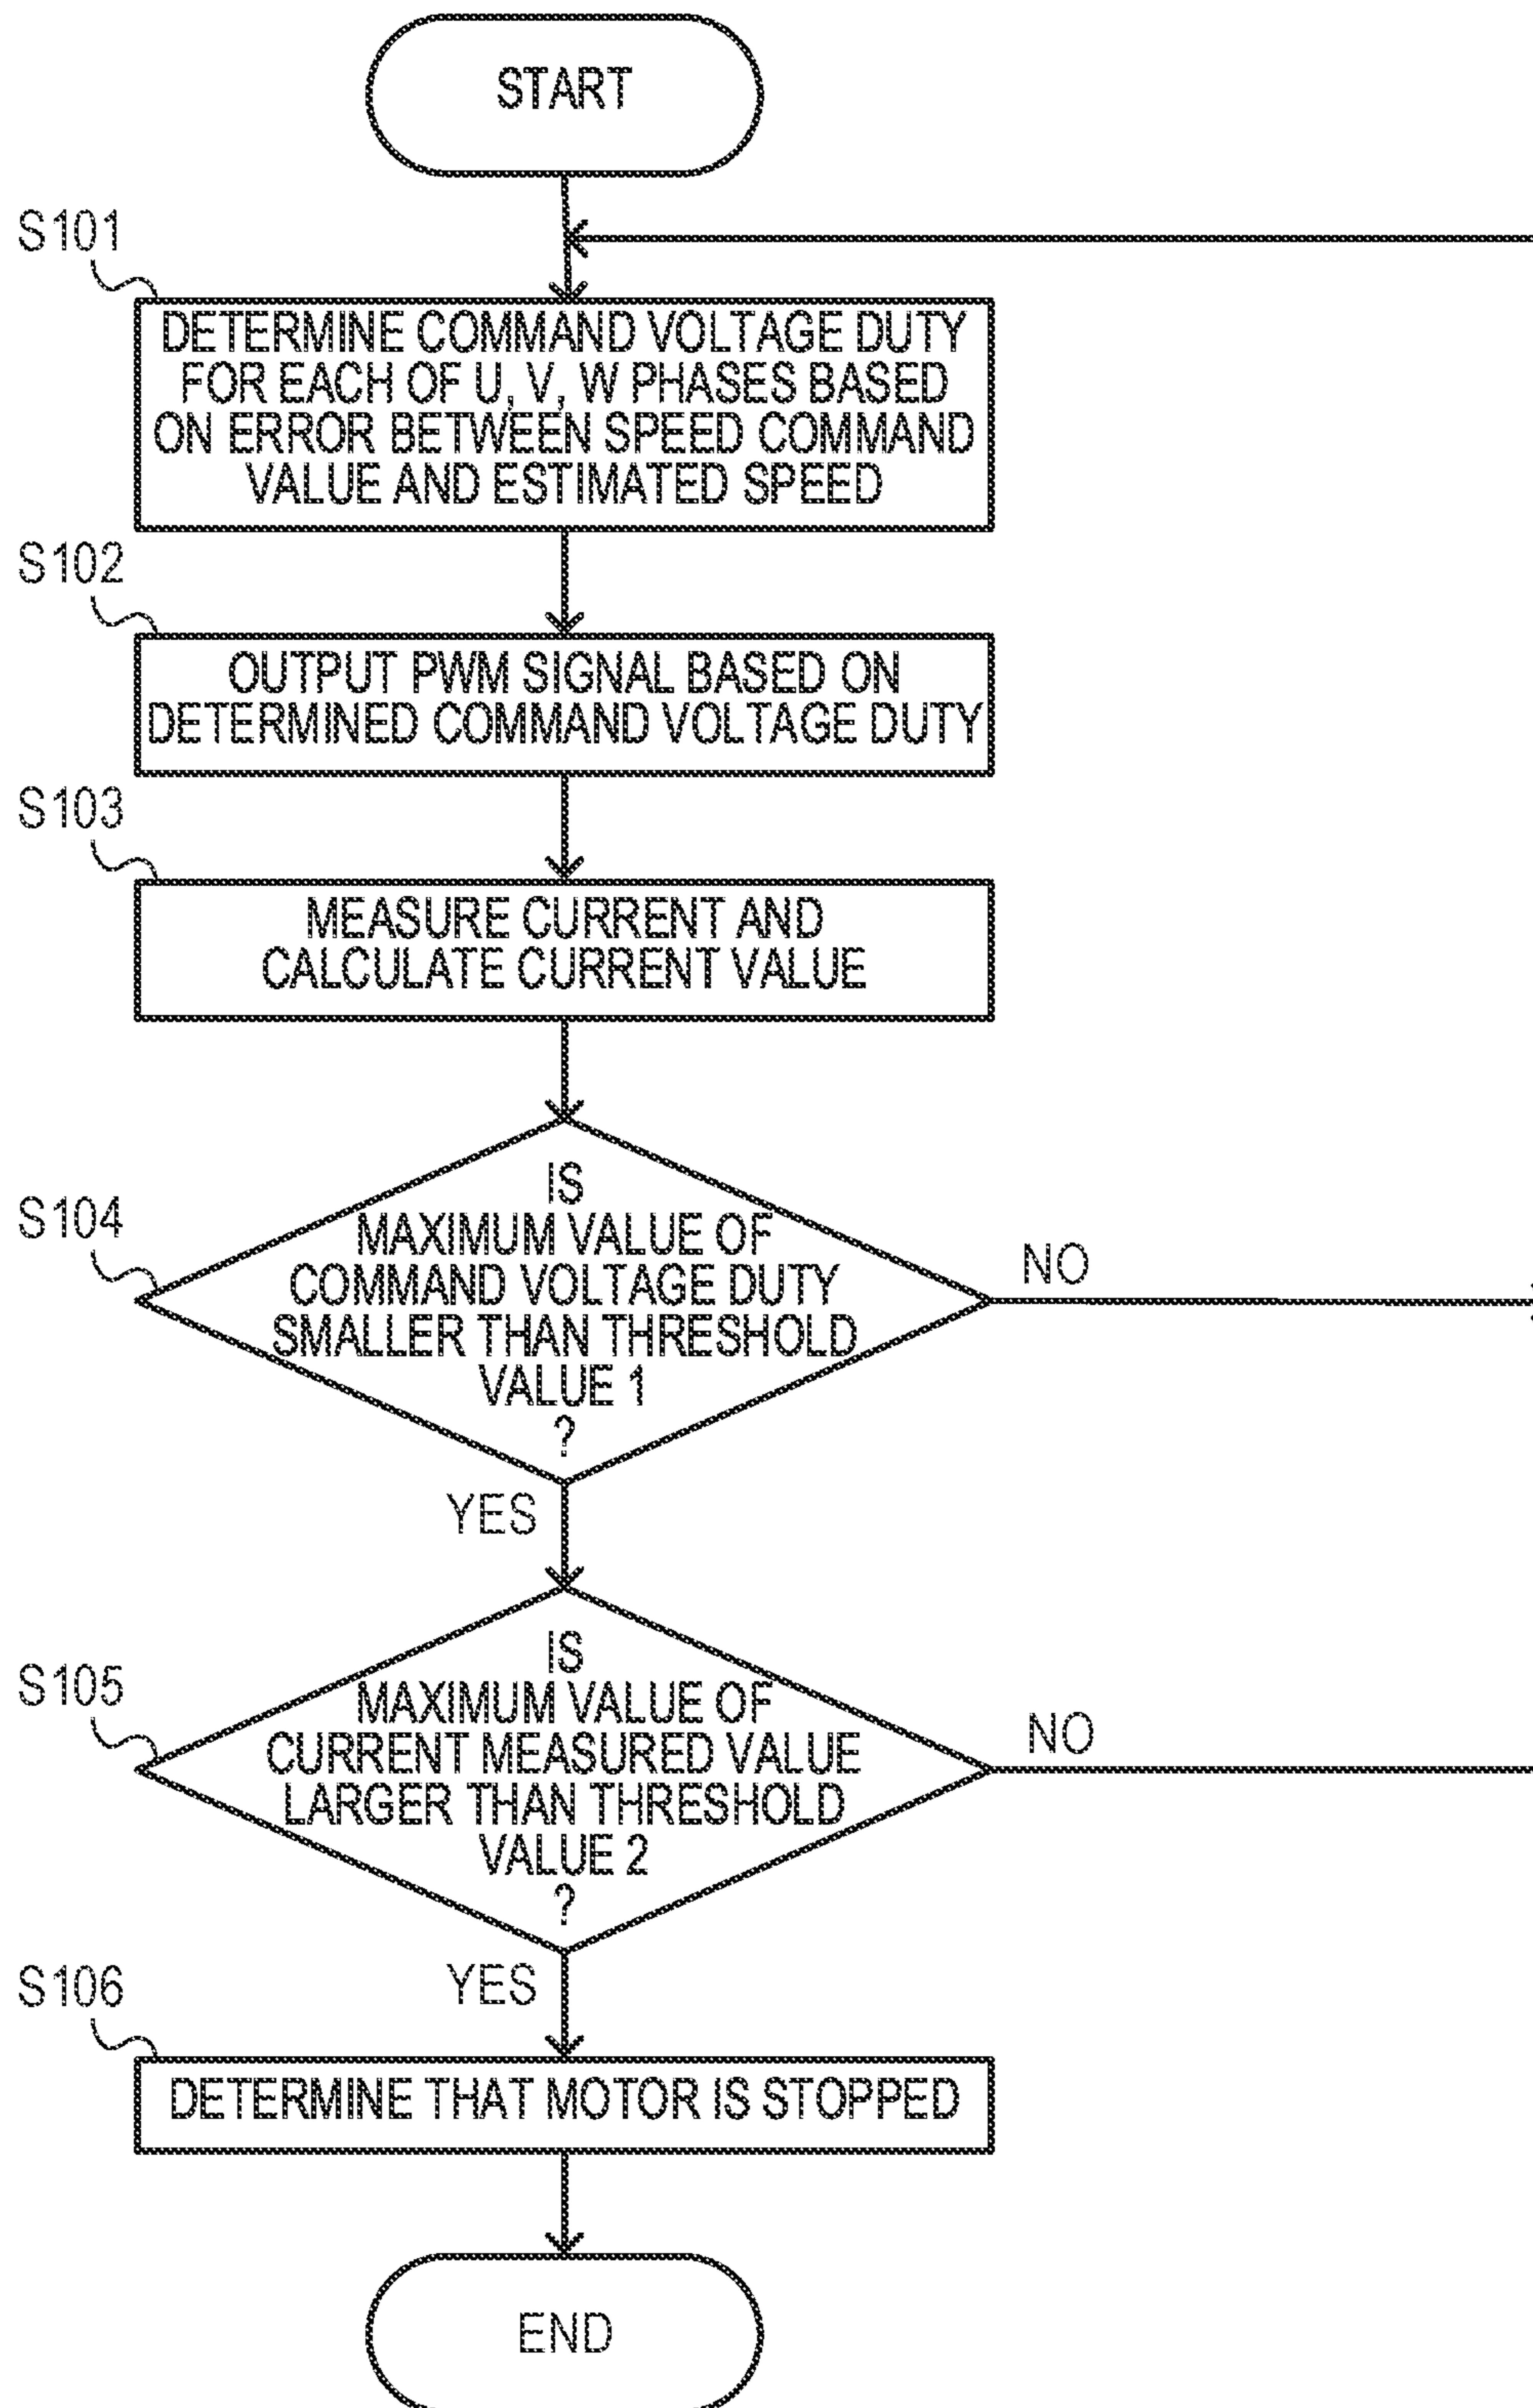 START
S101
DETERMINE COMMAND VOLTAGE DUTY
FOR EACH OF U, V, W PHASES BASED
ON ERROR BETWEEN SPEED COMMAND
VALUE AND ESTIMATED SPEED
S102
OUTPUT PWM SIGNAL BASED ON
DETERMINED COMMAND VOLTAGE DUTY
S103
MEASURE CURRENT AND
CALCULATE CURRENT VALUE
S104
IS
MAXIMUM VALUE OF
COMMAND VOLTAGE DUTY
SMALLER THAN THRESHOLD
VALUE 1
?
NO
YES
S105
IS
MAXIMUM VALUE OF
CURRENT MEASURED VALUE
LARGER THAN THRESHOLD
VALUE 2
?
NO
YES
S106
DETERMINE THAT MOTOR IS STOPPED
END